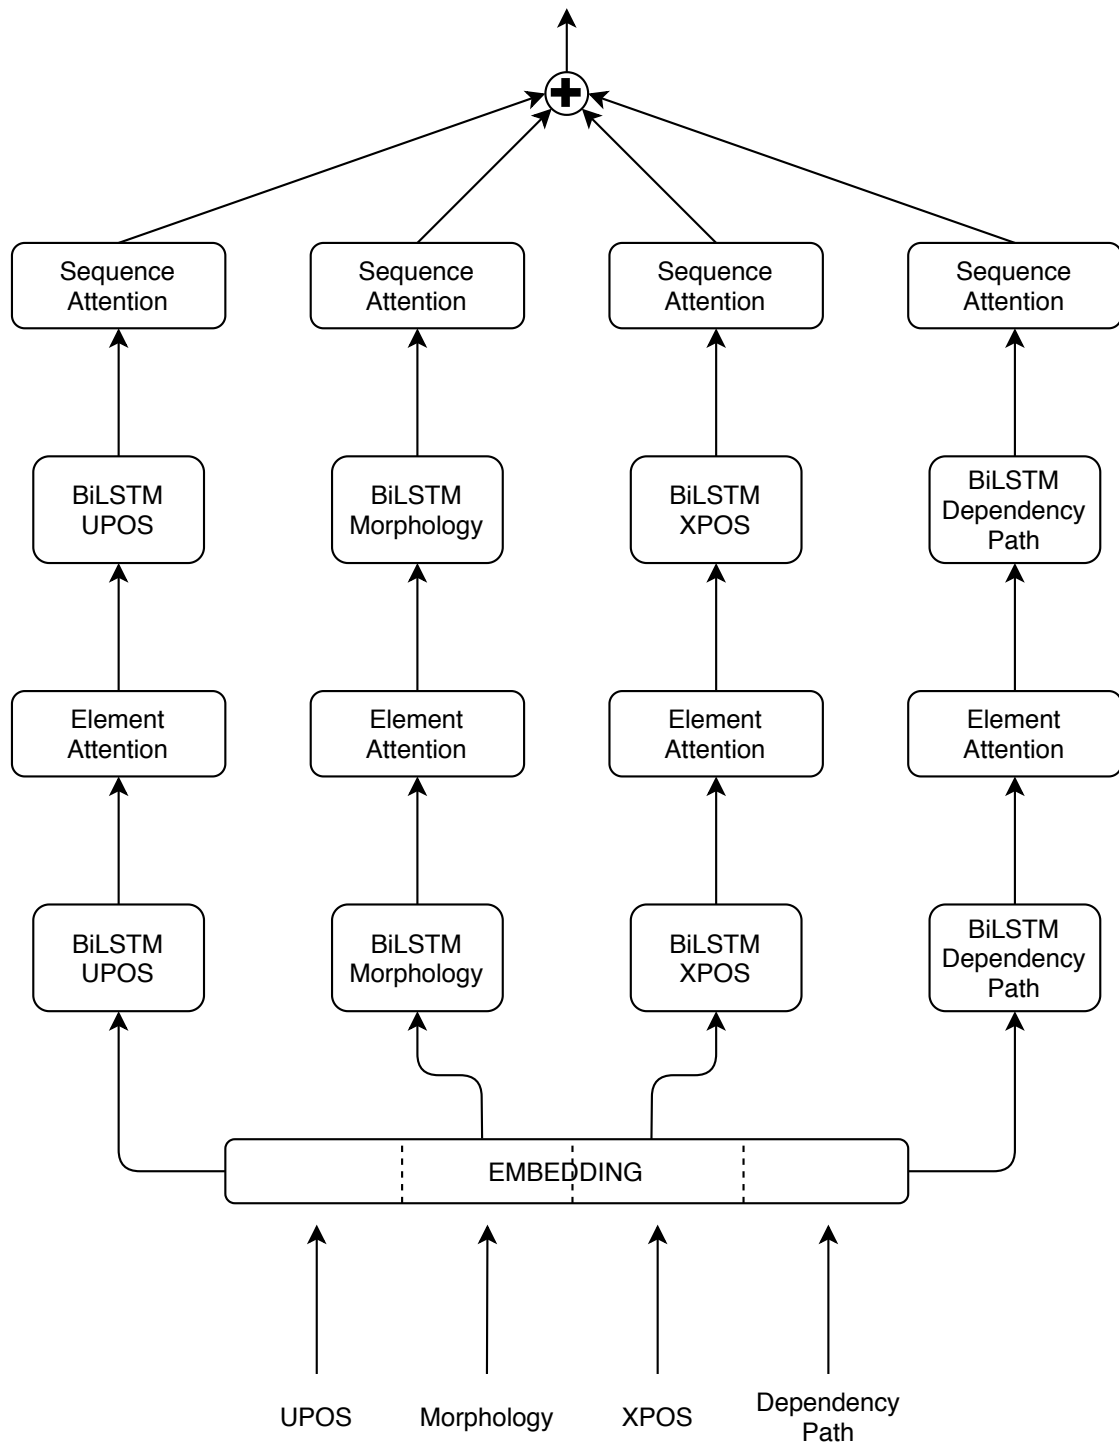 Sequence
Attention
Sequence
Attention
Sequence
Attention
Sequence
Attention
BiLSTM
UPOS
BiLSTM
Morphology
BiLSTM
XPOS
BiLSTM
Dependency
Path
Element
Attention
Element
Attention
Element
Attention
Element
Attention
BiLSTM
UPOS
BiLSTM
Morphology
BiLSTM
XPOS
BiLSTM
Dependency
Path
EMBEDDING
UPOS
Morphology
XPOS
Dependency
Path